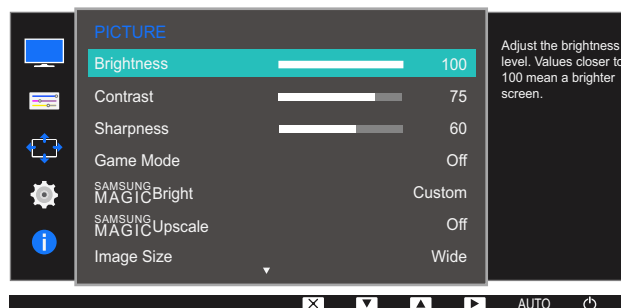 PICTURE
Brightness 100
Contrast 75
Sharpness 60
Game Mode Off
SAMSUNG MAGIC Bright Custom
SAMSUNG MAGIC Upscale Off
Image Size Wide
Adjust the brightness
level. Values closer to
100 mean a brighter
screen.
AUTO